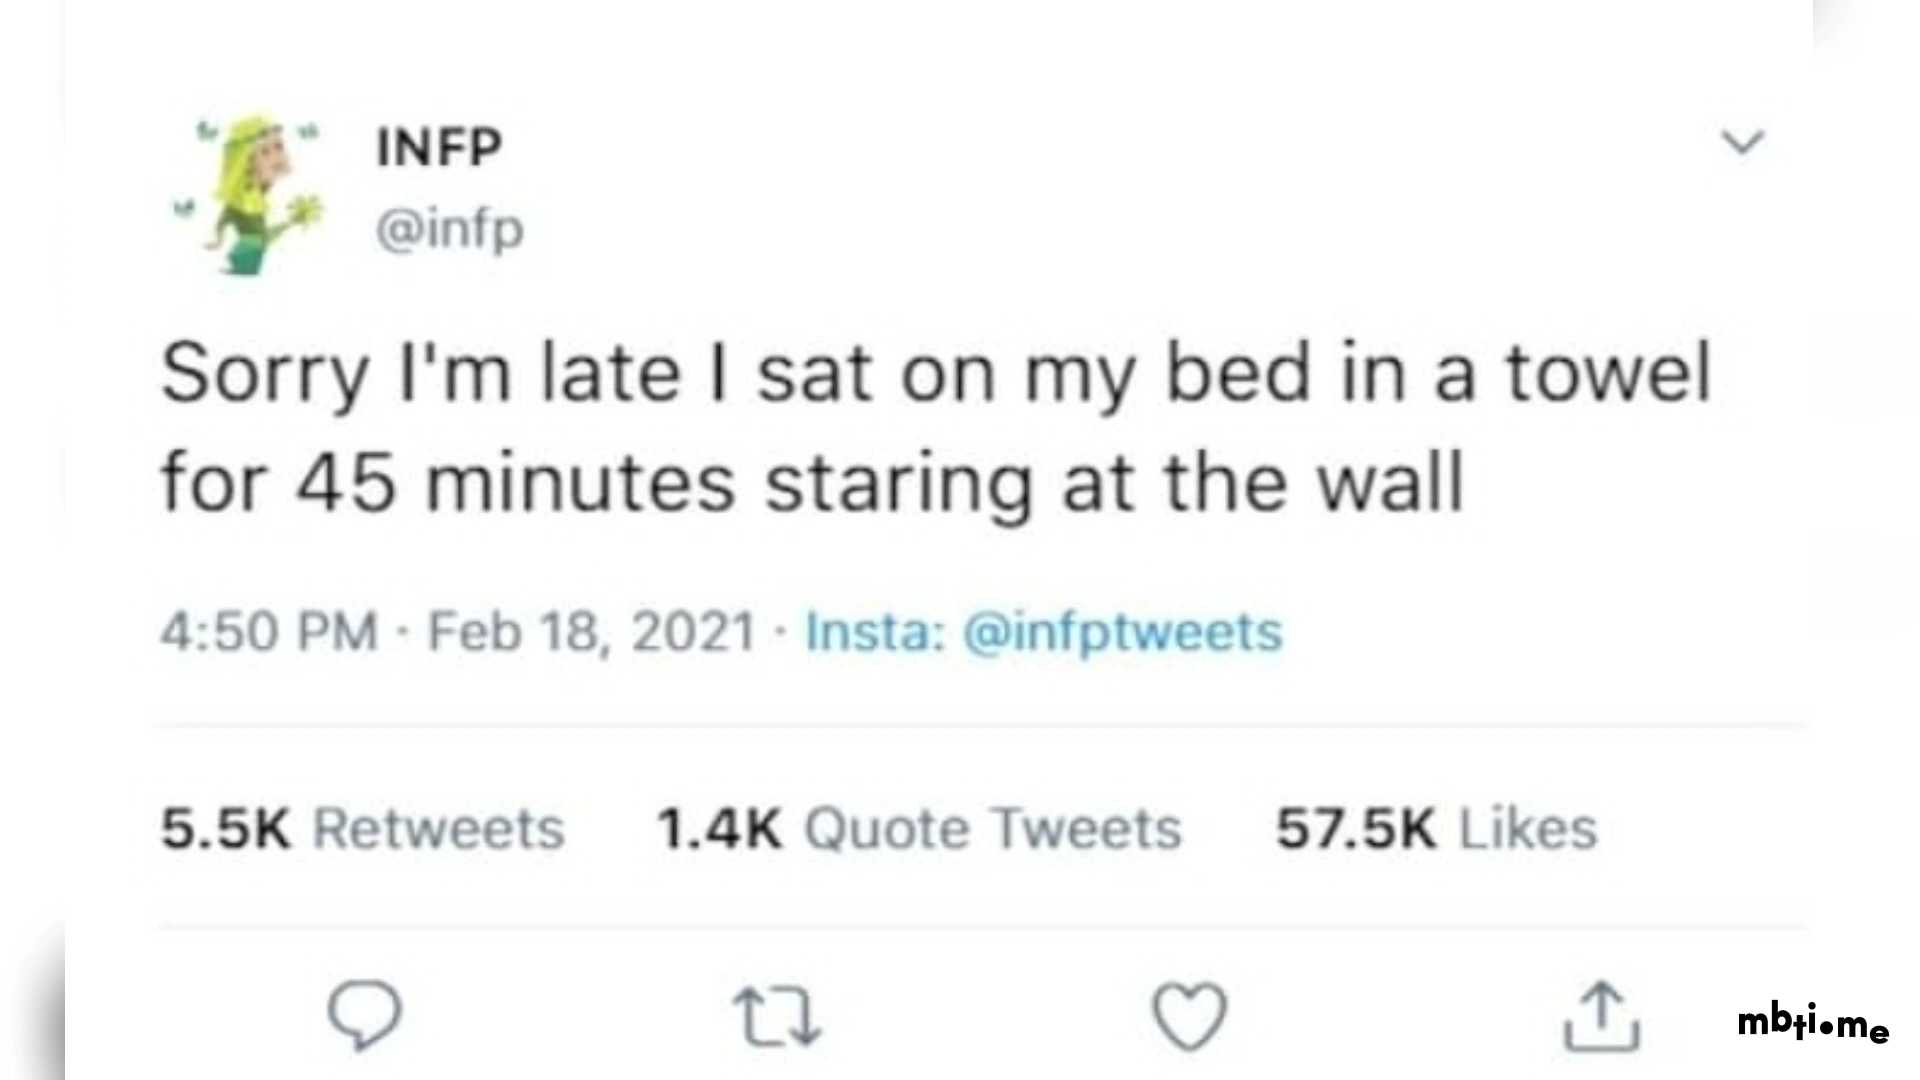 INFP
@infp
Sorry I'm late I sat on my bed in a towel
for 45 minutes staring at the wall
4:50 PM · Feb 18, 2021 · Insta: @infptweets
5.5K Retweets 1.4K Quote Tweets 57.5K Likes
mbti•me